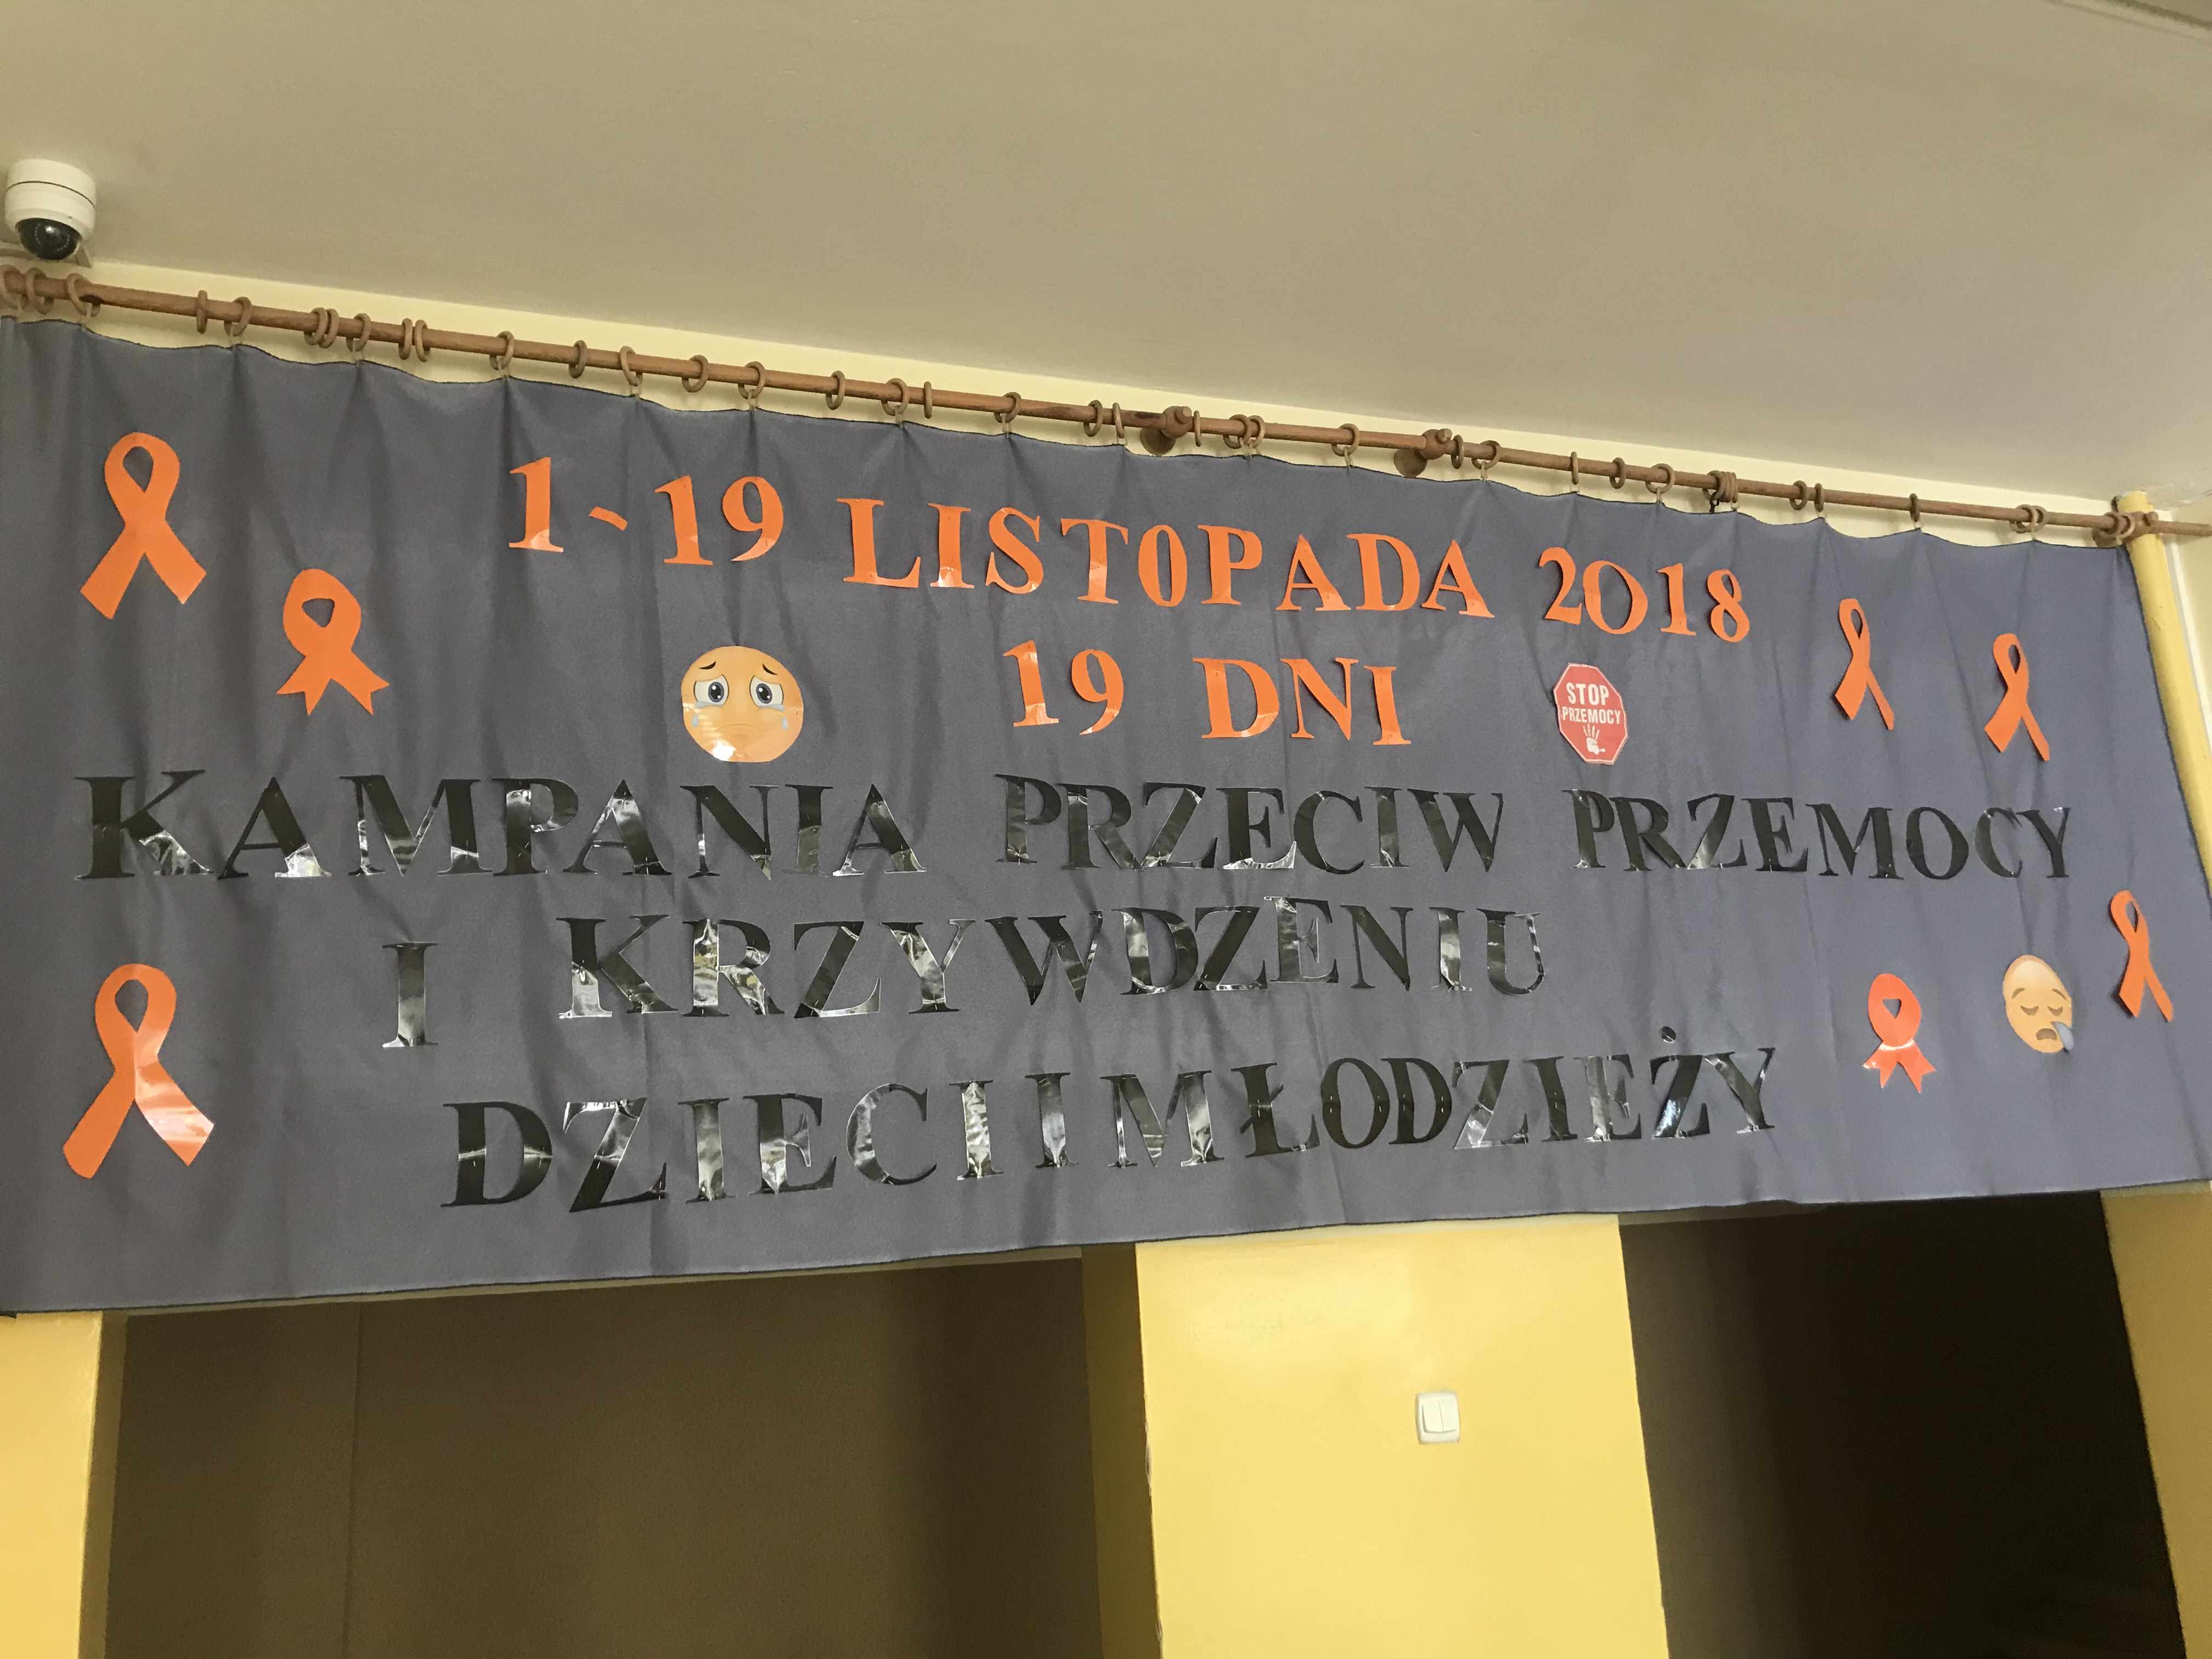 1-19 LISTOPADA 2018
19 DNI
STOP
PRZEMOCY
KAMPANIA PRZECIW PRZEMOCY
I KRZYWDZENIU
DZIECI I MŁODZIEŻY